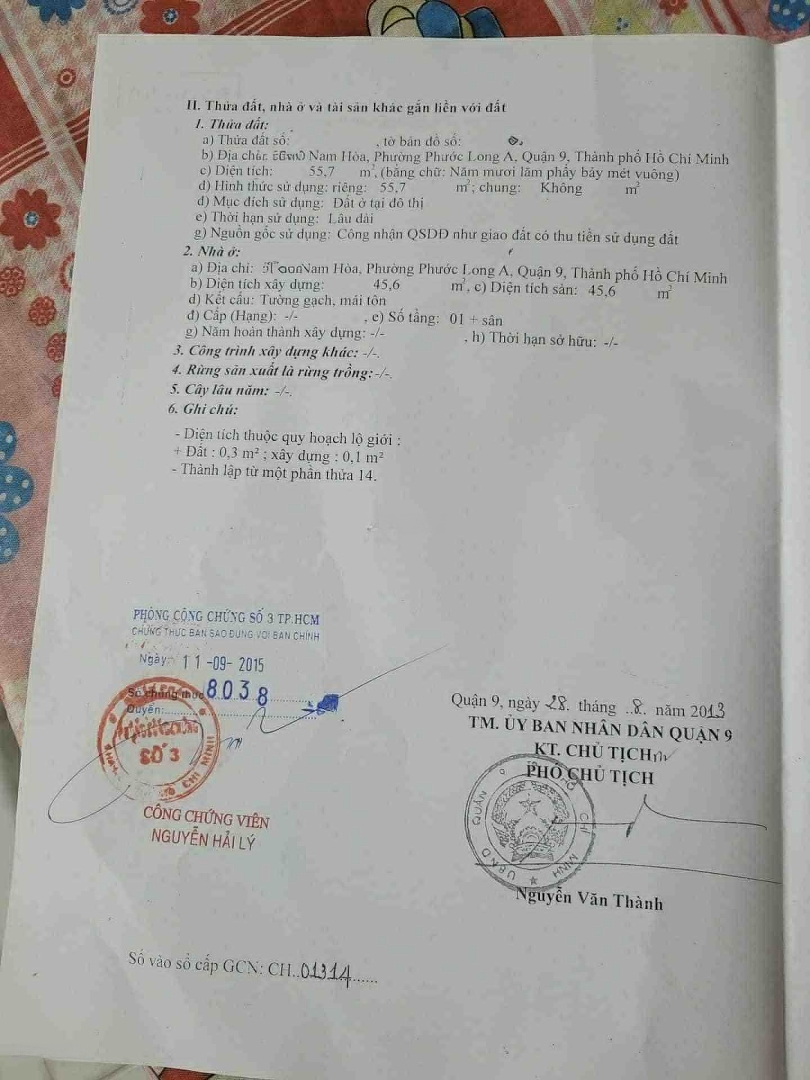 II. Thửa đất, nhà ở và tài sản khác gắn liền với đất
1. Thửa đất:
a) Thửa đất số: , tờ bản đồ số:
b) Địa chỉ: Nam Hòa, Phường Phước Long A, Quận 9, Thành phố Hồ Chí Minh
c) Diện tích: 55,7 m², (bằng chữ: Năm mươi lăm phẩy bảy mét vuông)
d) Hình thức sử dụng: riêng: 55,7 m²; chung: Không m²
đ) Mục đích sử dụng: Đất ở tại đô thị
e) Thời hạn sử dụng: Lâu dài
g) Nguồn gốc sử dụng: Công nhận QSDĐ như giao đất có thu tiền sử dụng đất
2. Nhà ở:
a) Địa chỉ: Nam Hòa, Phường Phước Long A, Quận 9, Thành phố Hồ Chí Minh
b) Diện tích xây dựng: 45,6 m², c) Diện tích sàn: 45,6 m²
d) Kết cấu: Tường gạch, mái tôn
đ) Cấp (Hạng): -/- , e) Số tầng: 01 + sân
g) Năm hoàn thành xây dựng: -/- , h) Thời hạn sở hữu: -/-
3. Công trình xây dựng khác: -/-.
4. Rừng sản xuất là rừng trồng: -/-.
5. Cây lâu năm: -/-.
6. Ghi chú:
- Diện tích thuộc quy hoạch lộ giới :
+ Đất : 0,3 m² ; xây dựng : 0,1 m²
- Thành lập từ một phần thửa 14.
PHÒNG CÔNG CHỨNG SỐ 3 TP.HCM
CHỨNG THỰC BẢN SAO ĐÚNG VỚI BẢN CHÍNH
Ngày: 11-09-2015
Số chứng thực 8038
Quyển:
SỐ 3
CÔNG CHỨNG VIÊN
NGUYỄN HẢI LÝ
Quận 9, ngày 28 tháng 8 năm 2013
TM. ỦY BAN NHÂN DÂN QUẬN 9
KT. CHỦ TỊCH
PHÓ CHỦ TỊCH
Nguyễn Văn Thành
Số vào sổ cấp GCN: CH..01314......